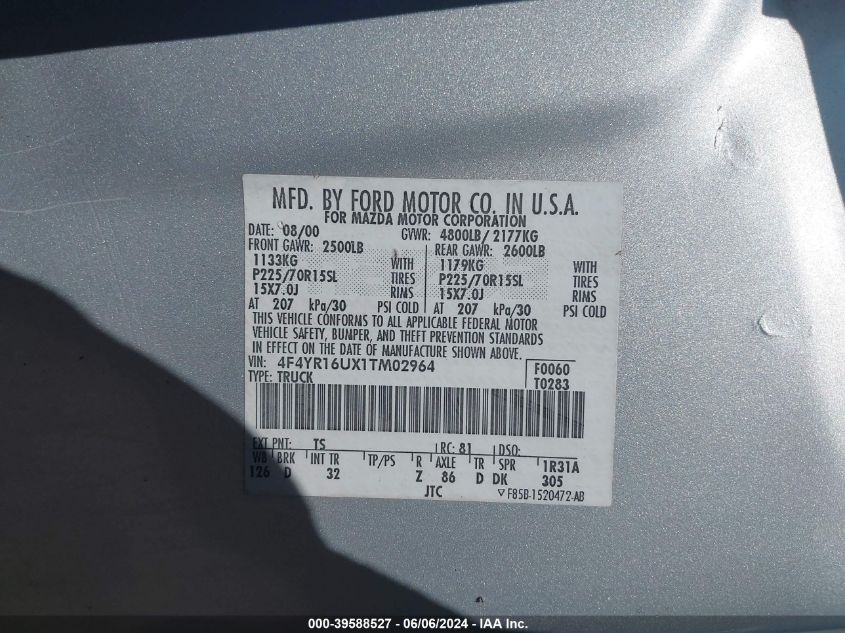 MFD. BY FORD MOTOR CO. IN U.S.A.
FOR MAZDA MOTOR CORPORATION
DATE: 08/00 GVWR: 4800LB/ 2177KG
FRONT GAWR: 2500LB REAR GAWR: 2600LB
1133KG WITH 1179KG WITH
P225/70R15SL TIRES P225/70R15SL TIRES
15X7.0J RIMS 15X7.0J RIMS
AT 207 kPa/30 PSI COLD AT 207 kPa/30 PSI COLD
THIS VEHICLE CONFORMS TO ALL APPLICABLE FEDERAL MOTOR
VEHICLE SAFETY, BUMPER, AND THEFT PREVENTION STANDARDS
IN EFFECT ON THE DATE OF MANUFACTURE SHOWN ABOVE.
VIN: 4F4YR16UX1TM02964 F0060
TYPE: TRUCK T0283
EXT PNT: TS RC: 81 DSO:
WB BRK INT TR TP/PS R AXLE TR SPR 1R31A
126 D 32 Z 86 D DK 305
JTC F85B-1520472-AB
000-39588527 - 06/06/2024 - IAA Inc.